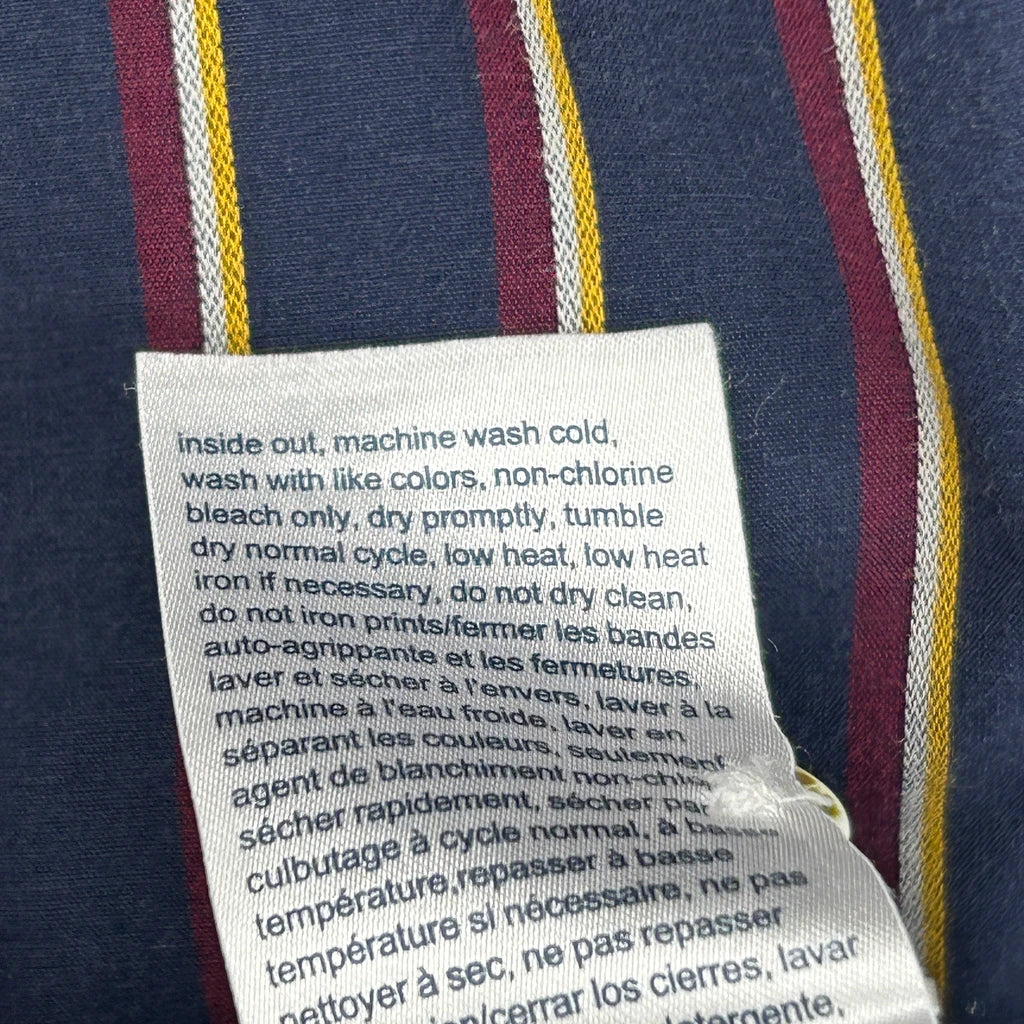 inside out, machine wash cold,
wash with like colors, non-chlorine
bleach only, dry promptly, tumble
dry normal cycle, low heat, low heat
iron if necessary, do not dry clean,
do not iron prints/fermer les bandes
auto-agrippante et les fermetures,
laver et sécher à l'envers, laver à la
machine à l'eau froide, laver en
séparant les couleurs, seulement
agent de blanchiment
sécher rapidement, sécher par
culbutage à cycle normal, à basse
température,repasser à basse
température si nécessaire, ne pas
nettoyer à sec, ne pas repasser
los cierres, lavar